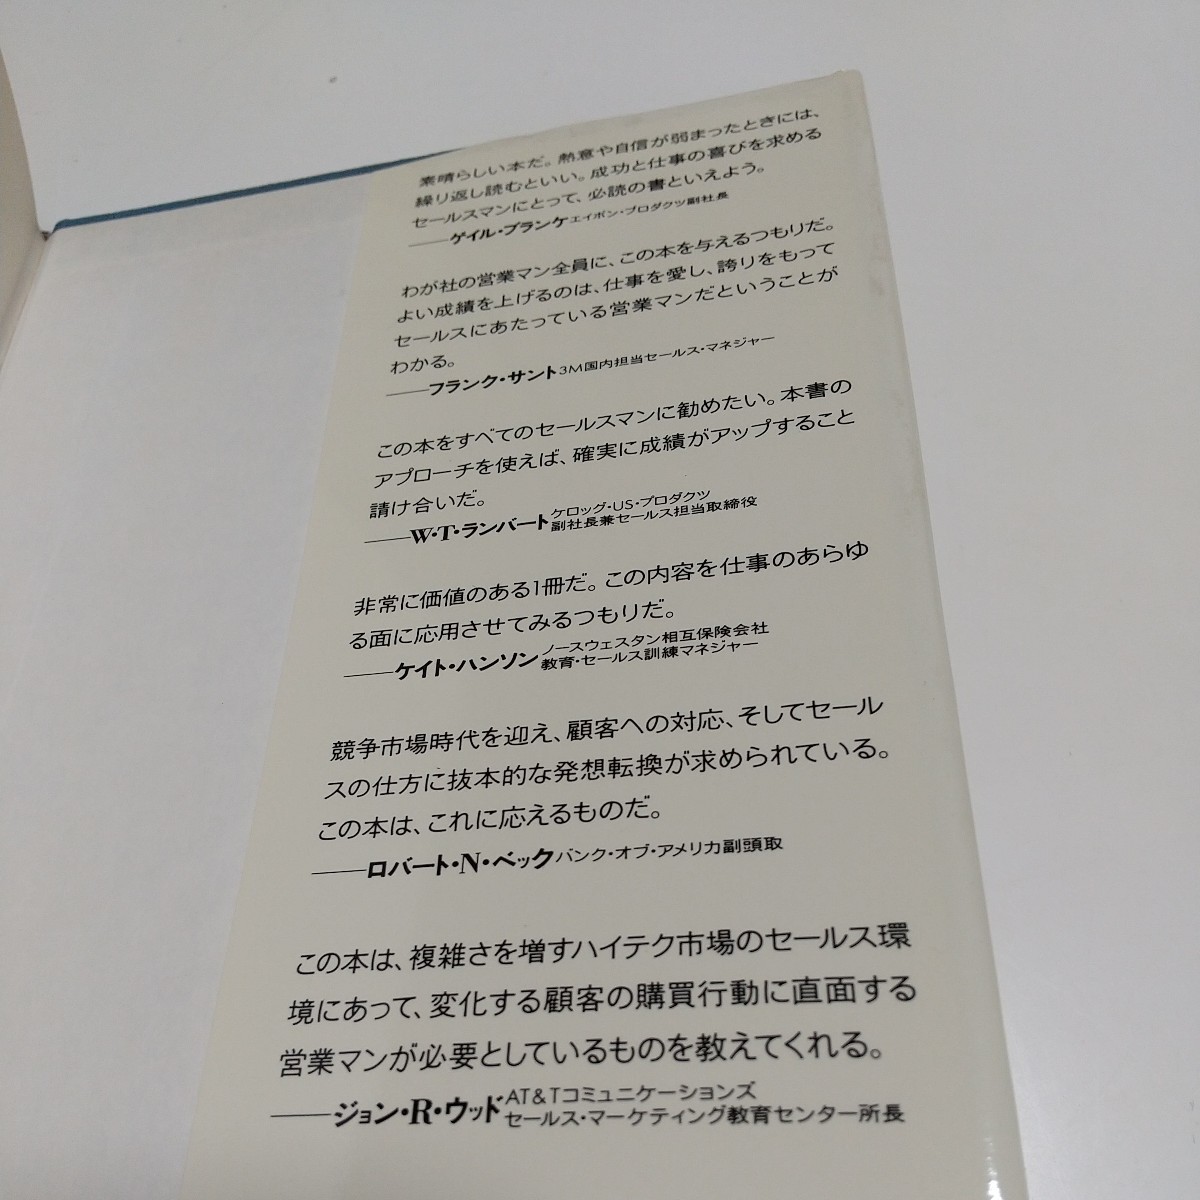 素晴らしい本だ。熱意や自信が弱まったときには、
繰り返し読むといい。成功と仕事の喜びを求める
セールスマンにとって、必読の書といえよう。
——ゲイル・ブランケ エイボン・プロダクツ副社長
わが社の営業マン全員に、この本を与えるつもりだ。
よい成績を上げるのは、仕事を愛し、誇りをもって
セールスにあたっている営業マンだということが
わかる。
——フランク・サント 3M国内担当セールス・マネジャー
この本をすべてのセールスマンに勧めたい。本書の
アプローチを使えば、確実に成績がアップすること
請け合いだ。
——W・T・ランバート ケロッグ・US・プロダクツ
副社長兼セールス担当取締役
非常に価値のある1冊だ。この内容を仕事のあらゆ
る面に応用させてみるつもりだ。
——ケイト・ハンソン ノースウェスタン相互保険会社
教育・セールス訓練マネジャー
競争市場時代を迎え、顧客への対応、そしてセール
スの仕方に抜本的な発想転換が求められている。
この本は、これに応えるものだ。
——ロバート・N・ベック バンク・オブ・アメリカ副頭取
この本は、複雑さを増すハイテク市場のセールス環
境にあって、変化する顧客の購買行動に直面する
営業マンが必要としているものを教えてくれる。
——ジョン・R・ウッド AT&Tコミュニケーションズ
セールス・マーケティング教育センター所長